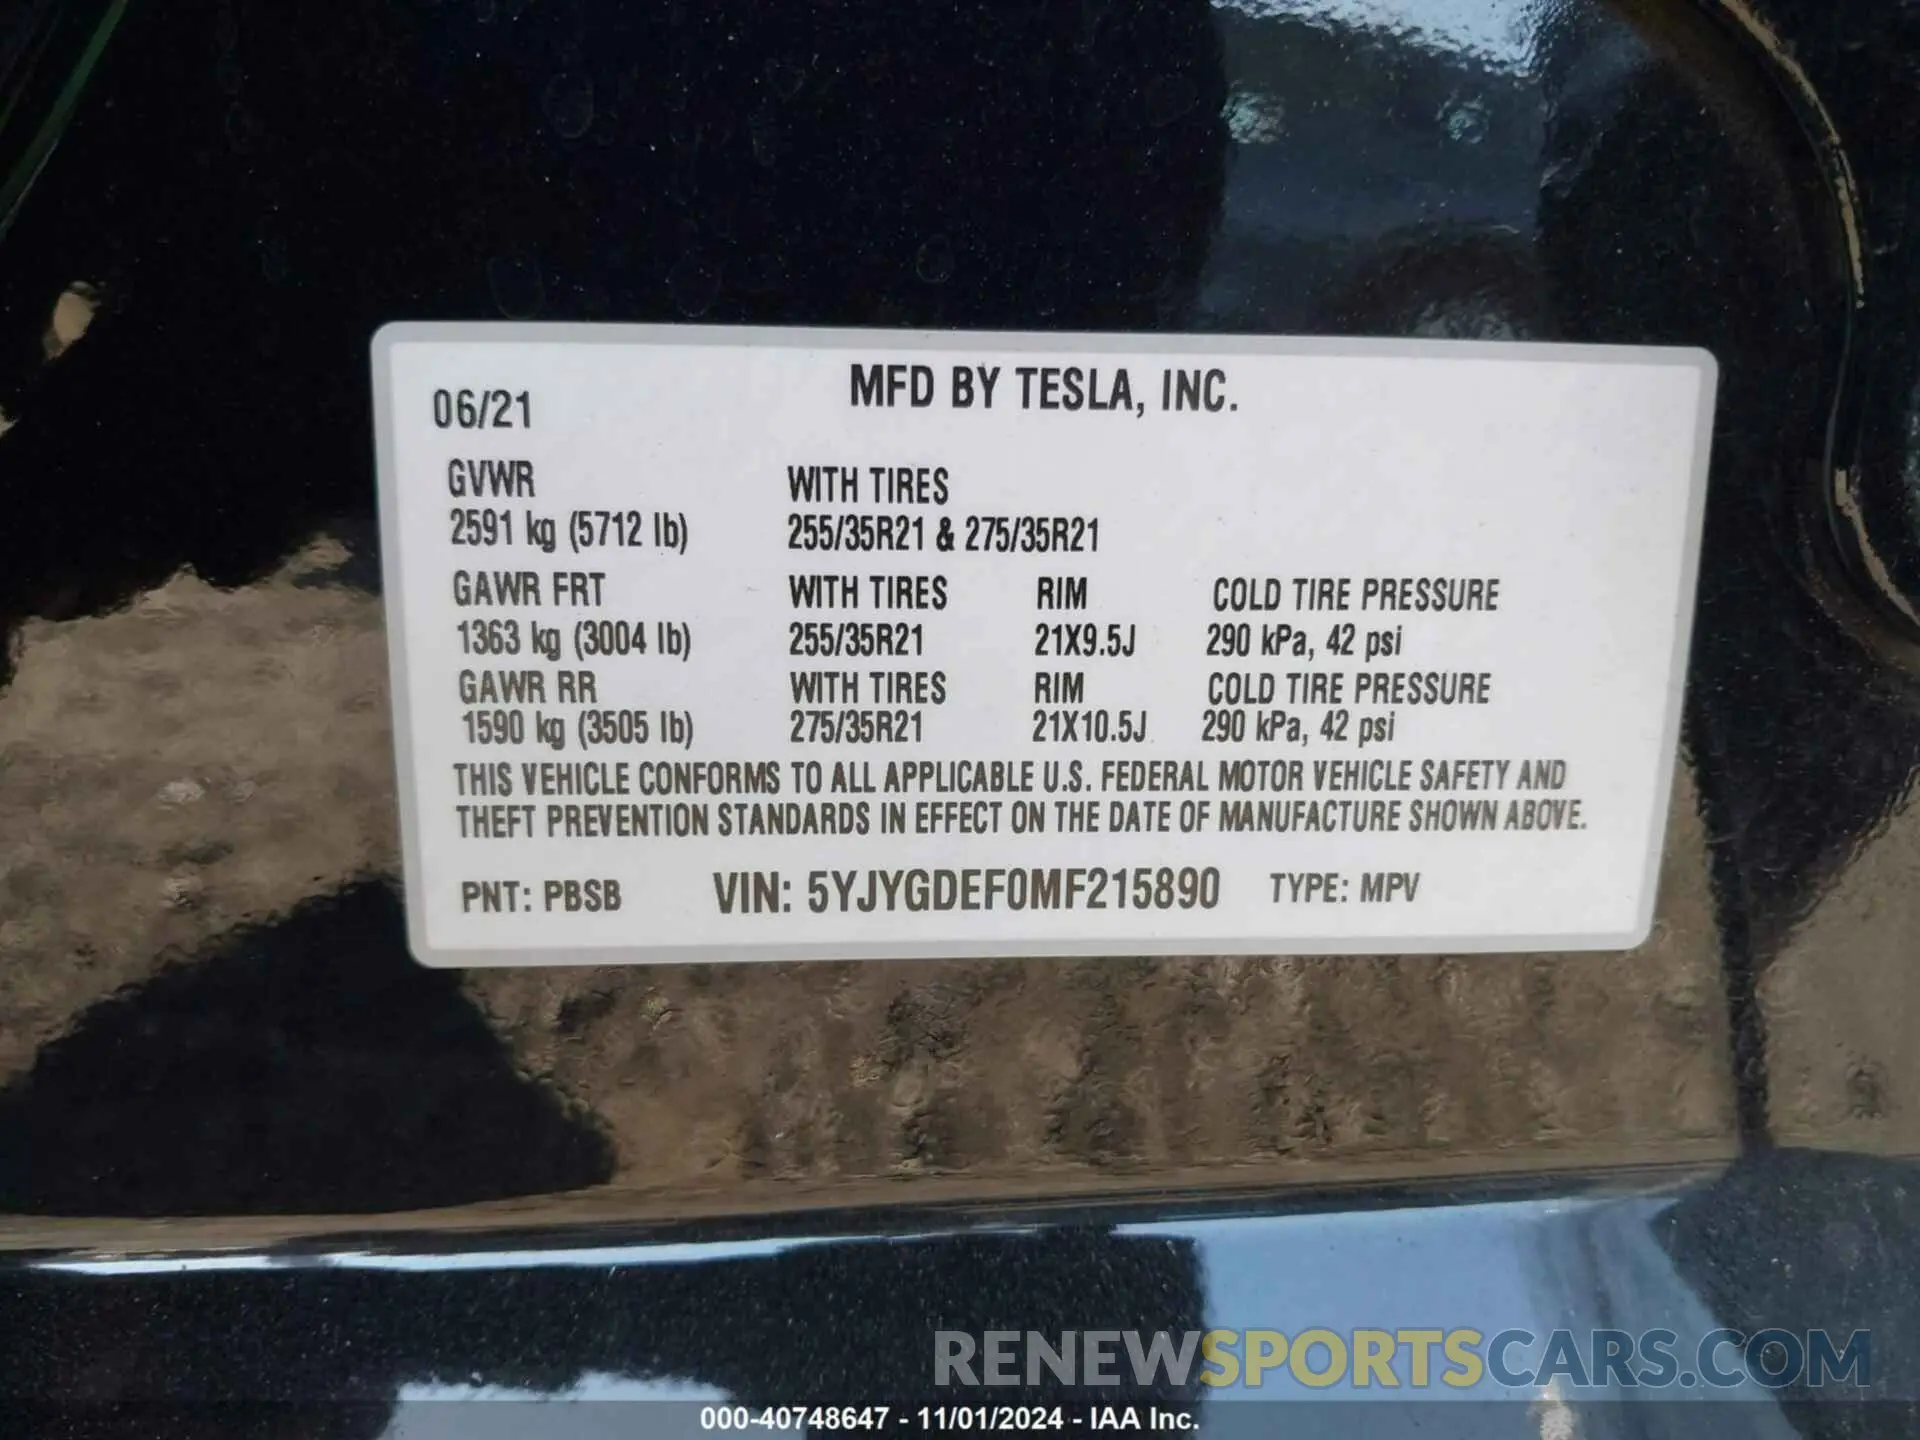 06/21 MFD BY TESLA, INC.
GVWR WITH TIRES
2591 kg (5712 lb) 255/35R21 & 275/35R21
GAWR FRT WITH TIRES RIM COLD TIRE PRESSURE
1363 kg (3004 lb) 255/35R21 21X9.5J 290 kPa, 42 psi
GAWR RR WITH TIRES RIM COLD TIRE PRESSURE
1590 kg (3505 lb) 275/35R21 21X10.5J 290 kPa, 42 psi
THIS VEHICLE CONFORMS TO ALL APPLICABLE U.S. FEDERAL MOTOR VEHICLE SAFETY AND
THEFT PREVENTION STANDARDS IN EFFECT ON THE DATE OF MANUFACTURE SHOWN ABOVE.
PNT: PBSB VIN: 5YJYGDEF0MF215890 TYPE: MPV
RENEWSPORTSCARS.COM
000-40748647 - 11/01/2024 - IAA Inc.